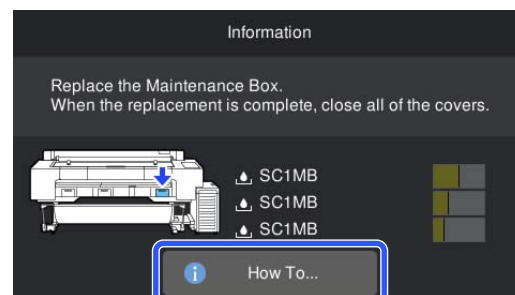 Information
Replace the Maintenance Box.
When the replacement is complete, close all of the covers.
SC1MB
SC1MB
SC1MB
How To...